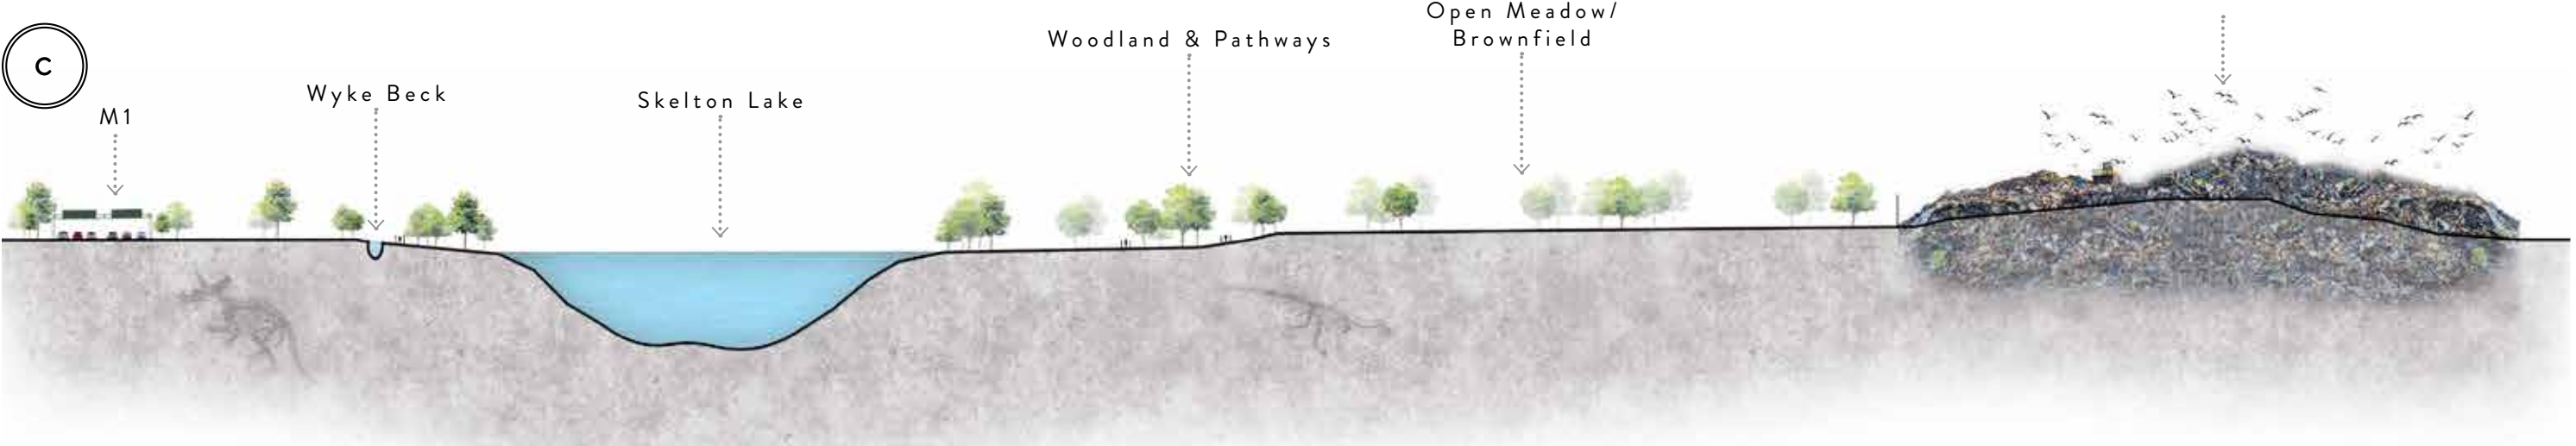 C
M1
Wyke Beck
Skelton Lake
Woodland & Pathways
Open Meadow/
Brownfield